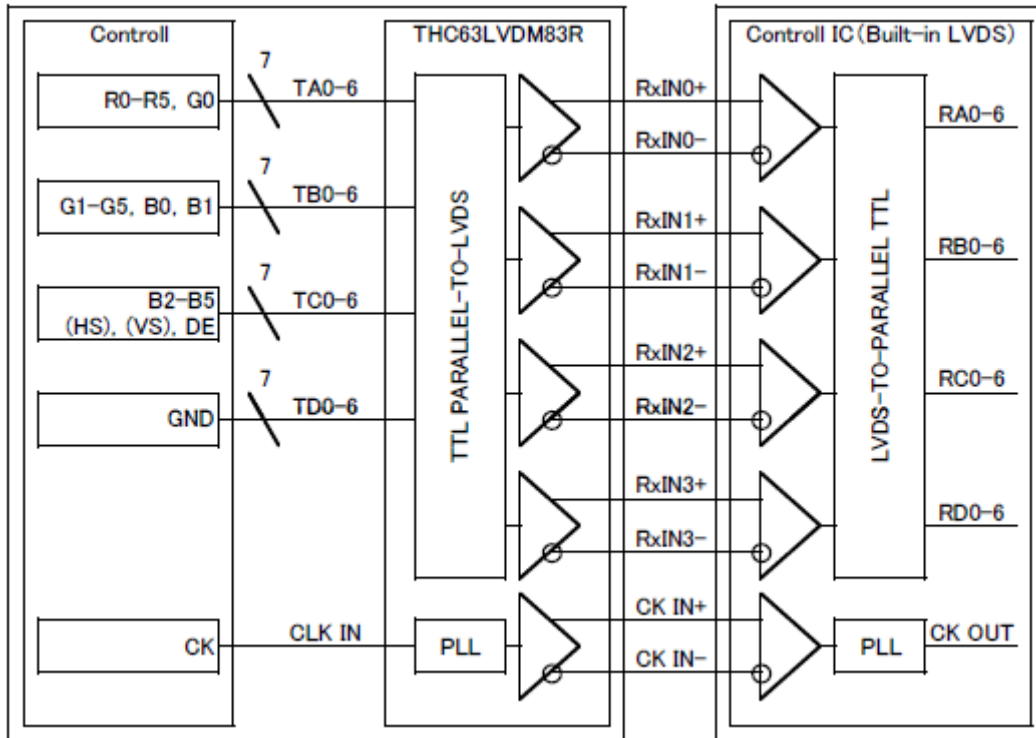 Controll
THC63LVDM83R
Controll IC(Built-in LVDS)
R0-R5, G0
7
TA0-6
RxIN0+
RxIN0-
RA0-6
G1-G5, B0, B1
7
TB0-6
RxIN1+
RxIN1-
RB0-6
B2-B5
(HS), (VS), DE
7
TC0-6
RxIN2+
RxIN2-
RC0-6
GND
7
TD0-6
RxIN3+
RxIN3-
RD0-6
TTL PARALLEL-TO-LVDS
LVDS-TO-PARALLEL TTL
CK
CLK IN
PLL
CK IN+
CK IN-
PLL
CK OUT